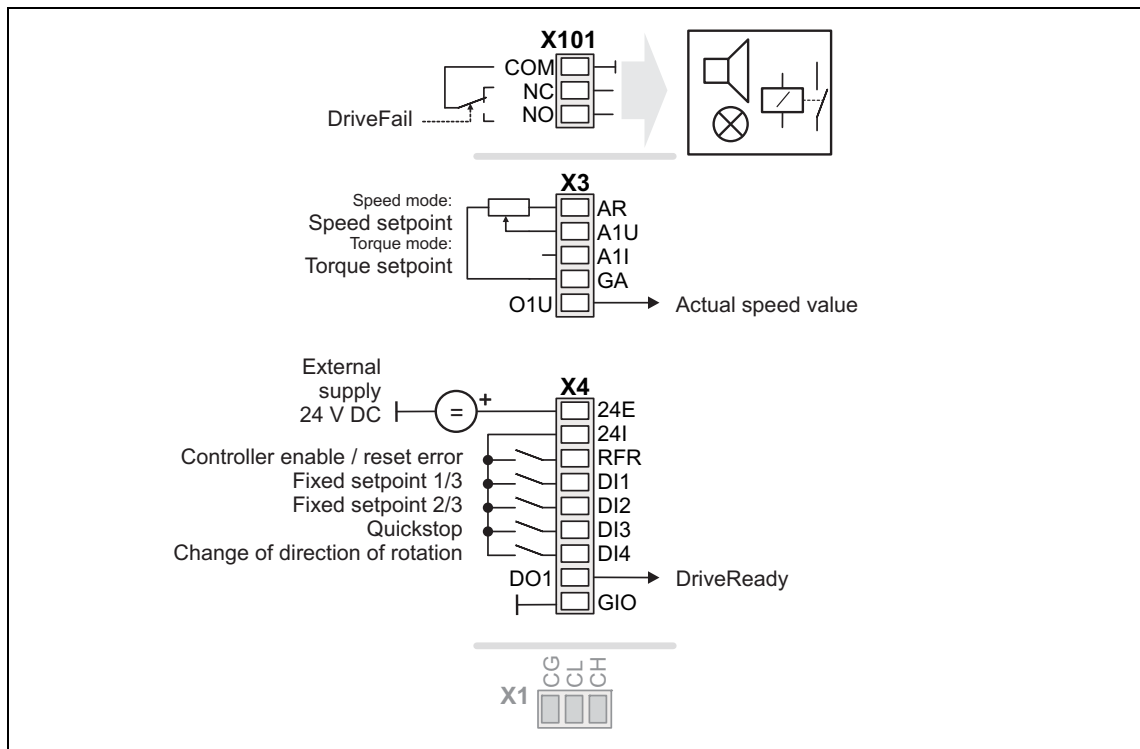 X101
COM
NC
NO
DriveFail
X3
Speed mode:
Speed setpoint
Torque mode:
Torque setpoint
AR
A1U
A1I
GA
O1U
Actual speed value
External
supply
24 V DC
=
+
X4
24E
24I
Controller enable / reset error
RFR
Fixed setpoint 1/3
DI1
Fixed setpoint 2/3
DI2
Quickstop
DI3
Change of direction of rotation
DI4
DO1
DriveReady
GIO
X1
CG
CL
CH